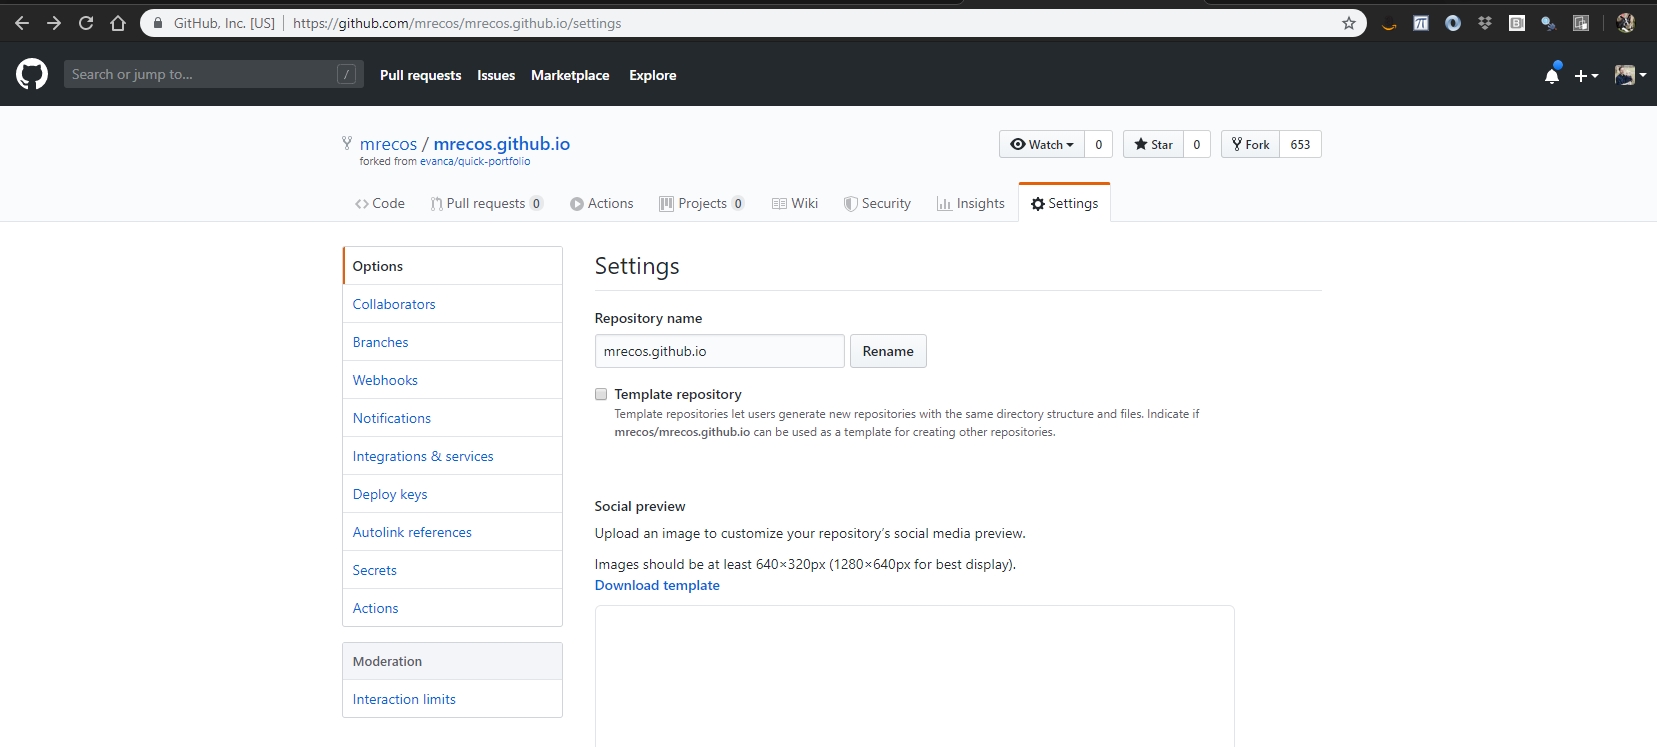 GitHub, Inc. [US] | https://github.com/mrecos/mrecos.github.io/settings
Search or jump to... /
Pull requests Issues Marketplace Explore
mrecos / mrecos.github.io
forked from evanca/quick-portfolio
Watch 0 Star 0 Fork 653
Code Pull requests 0 Actions Projects 0 Wiki Security Insights Settings
Options
Collaborators
Branches
Webhooks
Notifications
Integrations & services
Deploy keys
Autolink references
Secrets
Actions
Moderation
Interaction limits
Settings
Repository name
mrecos.github.io Rename
Template repository
Template repositories let users generate new repositories with the same directory structure and files. Indicate if
mrecos/mrecos.github.io can be used as a template for creating other repositories.
Social preview
Upload an image to customize your repository’s social media preview.
Images should be at least 640×320px (1280×640px for best display).
Download template